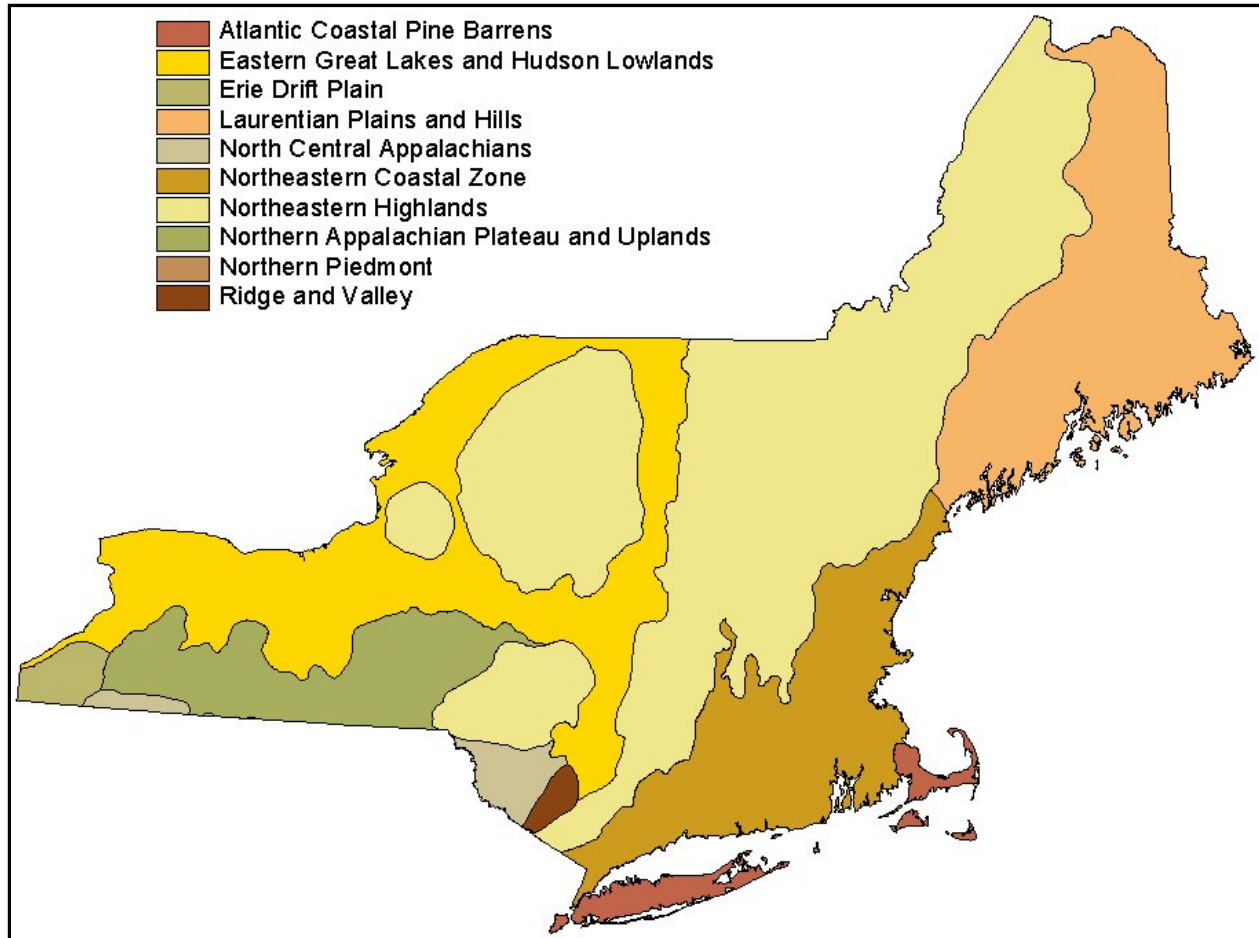 Atlantic Coastal Pine Barrens
Eastern Great Lakes and Hudson Lowlands
Erie Drift Plain
Laurentian Plains and Hills
North Central Appalachians
Northeastern Coastal Zone
Northeastern Highlands
Northern Appalachian Plateau and Uplands
Northern Piedmont
Ridge and Valley